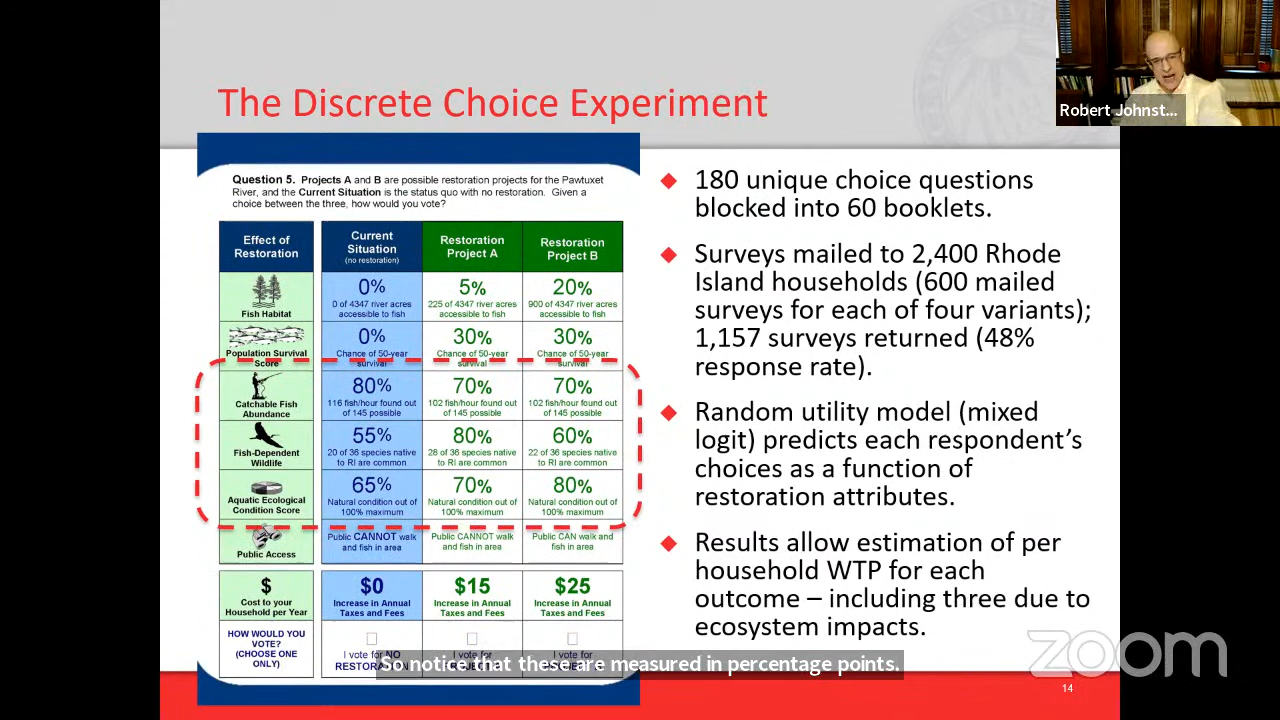 The Discrete Choice Experiment
Robert Johnst...
Question 5. Projects A and B are possible restoration projects for the Pawtuxet
River, and the Current Situation is the status quo with no restoration. Given a
choice between the three, how would you vote?
Effect of
Restoration
Current
Situation
(no restoration)
Restoration
Project A
Restoration
Project B
Fish Habitat
0%
0 of 4347 river acres
accessible to fish
5%
225 of 4347 river acres
accessible to fish
20%
900 of 4347 river acres
accessible to fish
Population Survival
Score
0%
Chance of 50-year
survival
30%
Chance of 50-year
survival
30%
Chance of 50-year
survival
Catchable Fish
Abundance
80%
116 fish/hour found out
of 145 possible
70%
102 fish/hour found out
of 145 possible
70%
102 fish/hour found out
of 145 possible
Fish-Dependent
Wildlife
55%
20 of 36 species native
to RI are common
80%
28 of 36 species native
to RI are common
60%
22 of 36 species native
to RI are common
Aquatic Ecological
Condition Score
65%
Natural condition out of
100% maximum
70%
Natural condition out of
100% maximum
80%
Natural condition out of
100% maximum
Public Access
Public CANNOT walk
and fish in area
Public CANNOT walk
and fish in area
Public CAN walk and
fish in area
$
Cost to your
Household per Year
$0
Increase in Annual
Taxes and Fees
$15
Increase in Annual
Taxes and Fees
$25
Increase in Annual
Taxes and Fees
HOW WOULD YOU
VOTE?
(CHOOSE ONE
ONLY)
I vote for NO
RESTORATION
I vote for
I vote for
◆ 180 unique choice questions
blocked into 60 booklets.
◆ Surveys mailed to 2,400 Rhode
Island households (600 mailed
surveys for each of four variants);
1,157 surveys returned (48%
response rate).
◆ Random utility model (mixed
logit) predicts each respondent's
choices as a function of
restoration attributes.
◆ Results allow estimation of per
household WTP for each
outcome – including three due to
ecosystem impacts.
So notice that these are measured in percentage points.
zoom
14